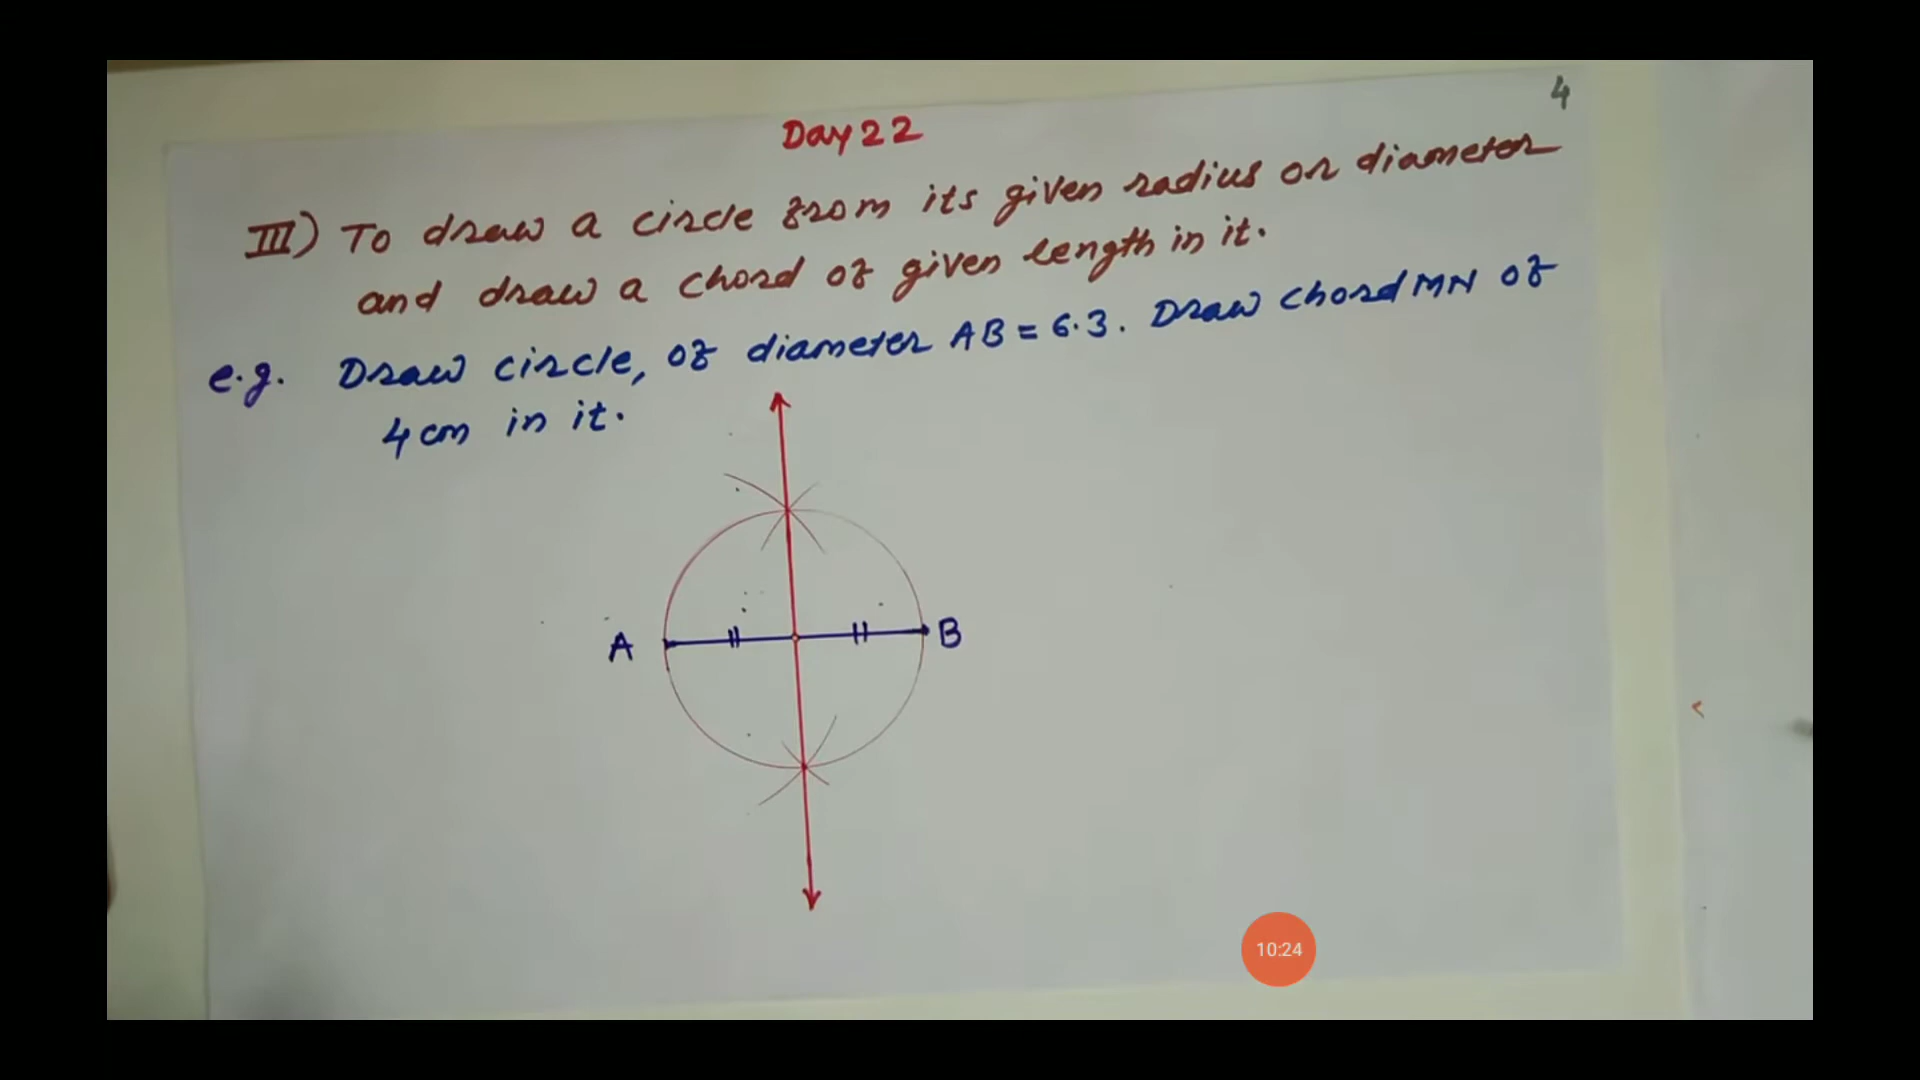 4
Day 22
III) To draw a circle from its given radius or diameter
and draw a chord of given length in it.
e.g. Draw circle, of diameter AB = 6.3. Draw chord MN of
4 cm in it.
A
B
10:24